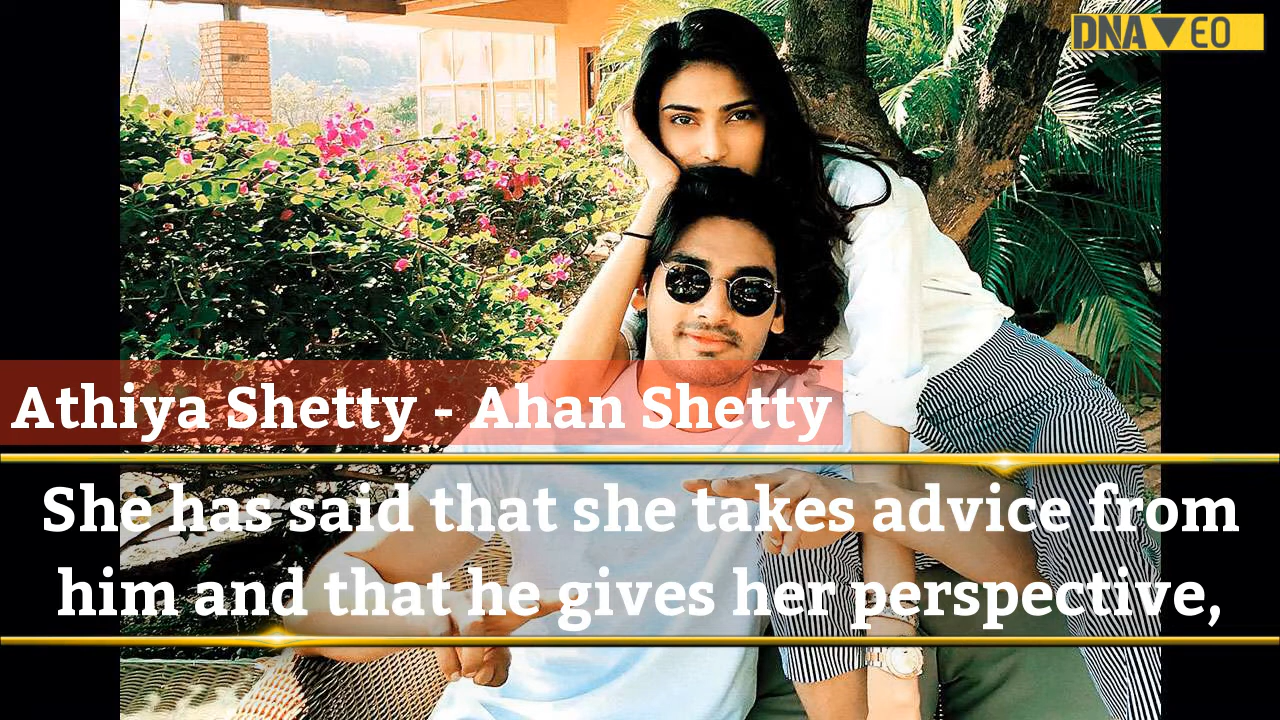 DNA VEO
Athiya Shetty - Ahan Shetty
She has said that she takes advice from
him and that he gives her perspective,